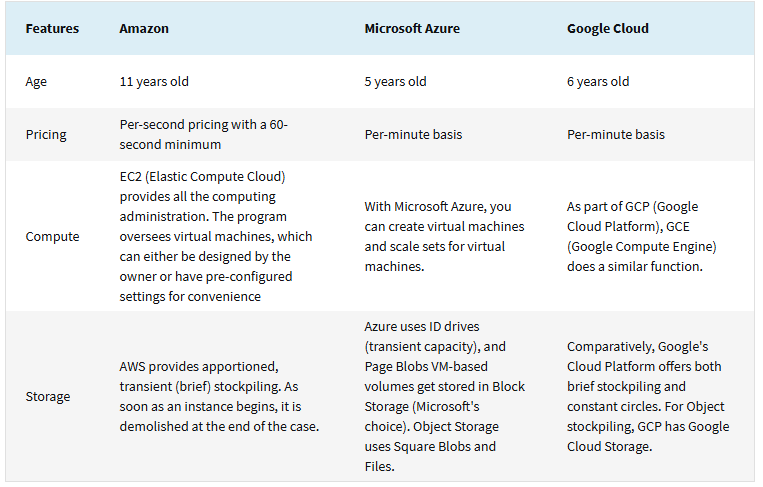 Features Amazon Microsoft Azure Google Cloud
Age 11 years old 5 years old 6 years old
Pricing
Per-second pricing with a 60-
second minimum
Per-minute basis
Per-minute basis
Compute
EC2 (Elastic Compute Cloud)
provides all the computing
administration. The program
oversees virtual machines, which
can either be designed by the
owner or have pre-configured
settings for convenience
With Microsoft Azure, you
can create virtual machines
and scale sets for virtual
machines.
As part of GCP (Google
Cloud Platform), GCE
(Google Compute Engine)
does a similar function.
Storage
AWS provides apportioned,
transient (brief) stockpiling. As
soon as an instance begins, it is
demolished at the end of the case.
Azure uses ID drives
(transient capacity), and
Page Blobs VM-based
volumes get stored in Block
Storage (Microsoft's
choice). Object Storage
uses Square Blobs and
Files.
Comparatively, Google's
Cloud Platform offers both
brief stockpiling and
constant circles. For Object
stockpiling, GCP has Google
Cloud Storage.